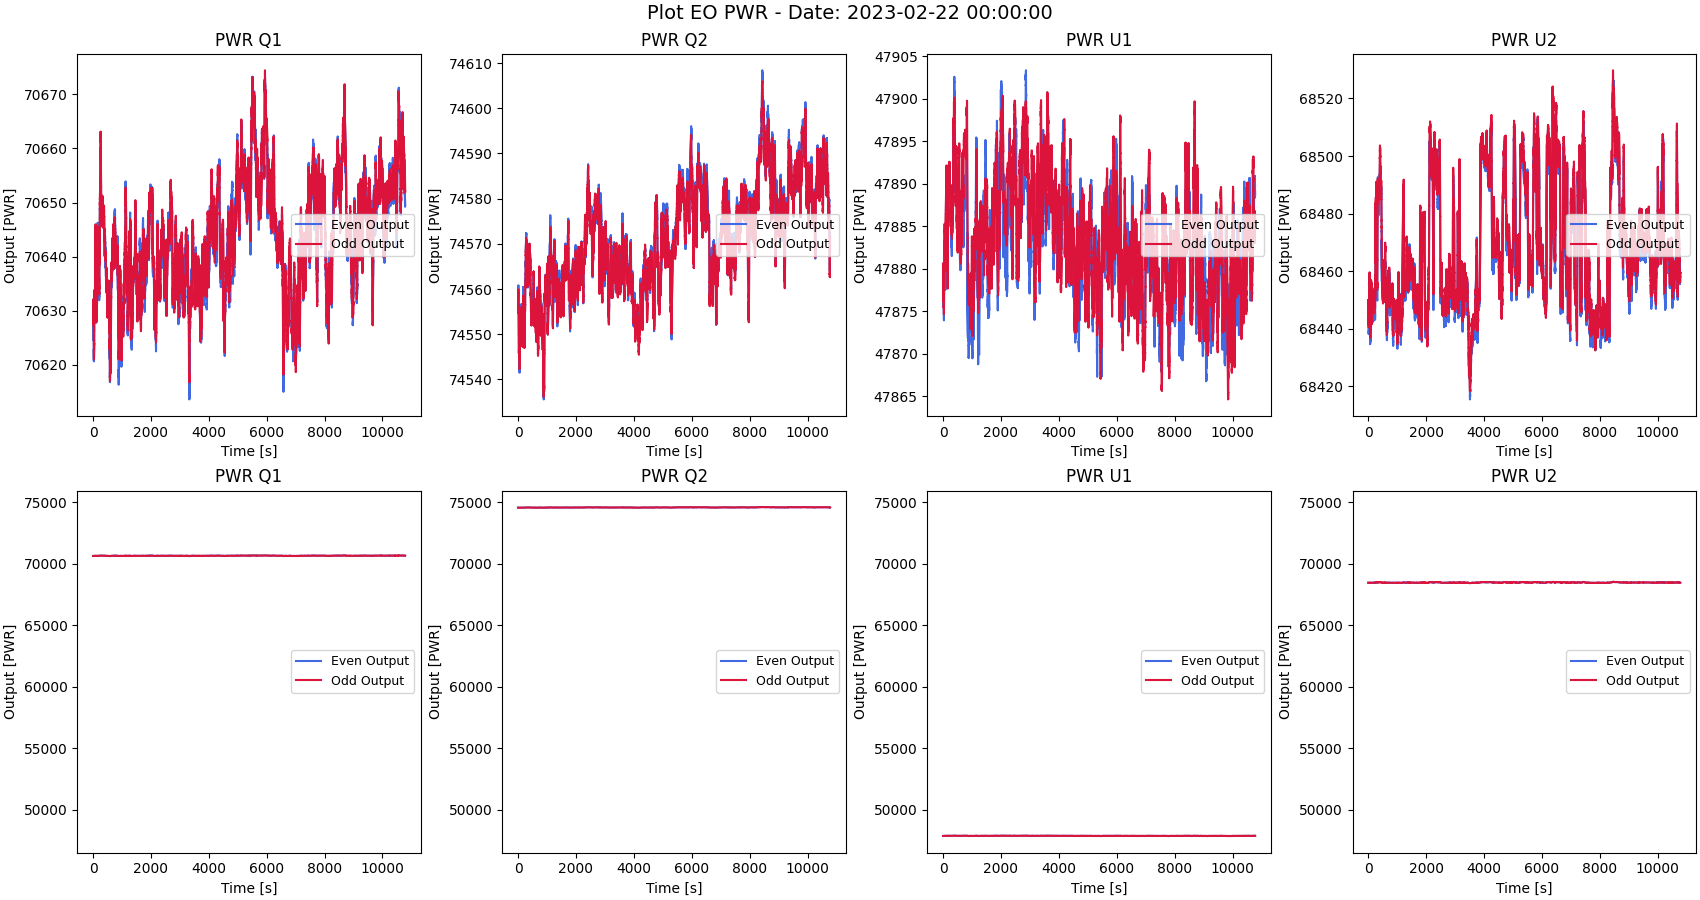 Plot EO PWR - Date: 2023-02-22 00:00:00
PWR Q1
PWR Q2
PWR U1
PWR U2
Output [PWR]
70670
70660
70650
70640
70630
70620
Even Output
Odd Output
0 2000 4000 6000 8000 10000
Time [s]
Output [PWR]
74610
74600
74590
74580
74570
74560
74550
74540
Even Output
Odd Output
0 2000 4000 6000 8000 10000
Time [s]
Output [PWR]
47905
47900
47895
47890
47885
47880
47875
47870
47865
Even Output
Odd Output
0 2000 4000 6000 8000 10000
Time [s]
Output [PWR]
68520
68500
68480
68460
68440
68420
Even Output
Odd Output
0 2000 4000 6000 8000 10000
Time [s]
PWR Q1
PWR Q2
PWR U1
PWR U2
Output [PWR]
75000
70000
65000
60000
55000
50000
Even Output
Odd Output
0 2000 4000 6000 8000 10000
Time [s]
Output [PWR]
75000
70000
65000
60000
55000
50000
Even Output
Odd Output
0 2000 4000 6000 8000 10000
Time [s]
Output [PWR]
75000
70000
65000
60000
55000
50000
Even Output
Odd Output
0 2000 4000 6000 8000 10000
Time [s]
Output [PWR]
75000
70000
65000
60000
55000
50000
Even Output
Odd Output
0 2000 4000 6000 8000 10000
Time [s]